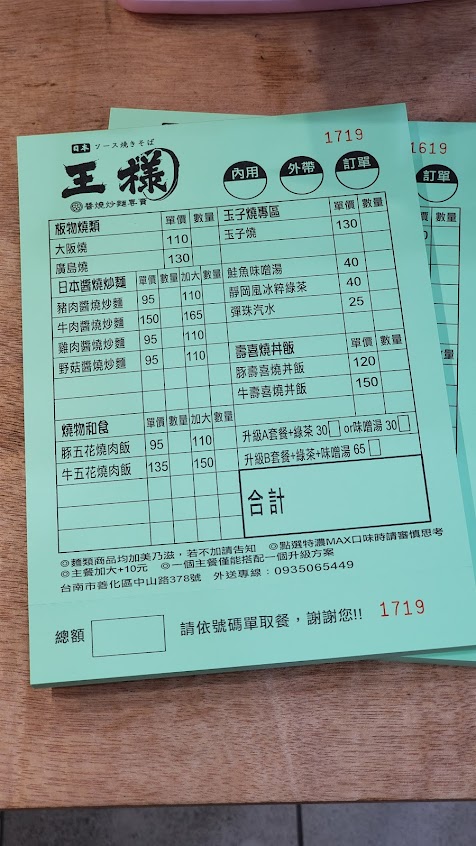 1719
日本 ソース焼きそば
王樣
醬燒炒麵專賣
內用 外帶 訂單
板物燒類 單價 數量
大阪燒 110
廣島燒 130
日本醬燒炒麵 單價 數量 加大 數量
豬肉醬燒炒麵 95 110
牛肉醬燒炒麵 150 165
雞肉醬燒炒麵 95 110
野菇醬燒炒麵 95 110
燒物和食 單價 數量 加大 數量
豚五花燒肉飯 95 110
牛五花燒肉飯 135 150
玉子燒專區 單價 數量
玉子燒 130
鮭魚味噌湯 40
靜岡風冰粹綠茶 40
彈珠汽水 25
壽喜燒丼飯 單價 數量
豚壽喜燒丼飯 120
牛壽喜燒丼飯 150
升級A套餐+綠茶 30 or味噌湯 30
升級B套餐+綠茶+味噌湯 65
合計
◎麵類商品均加美乃滋，若不加請告知 ◎點選特濃MAX口味時請審慎思考
◎主餐加大+10元 ◎一個主餐僅能搭配一個升級方案
台南市善化區中山路378號 外送專線：0935065449
總額 請依號碼單取餐，謝謝您!! 1719
1619
訂單
數量